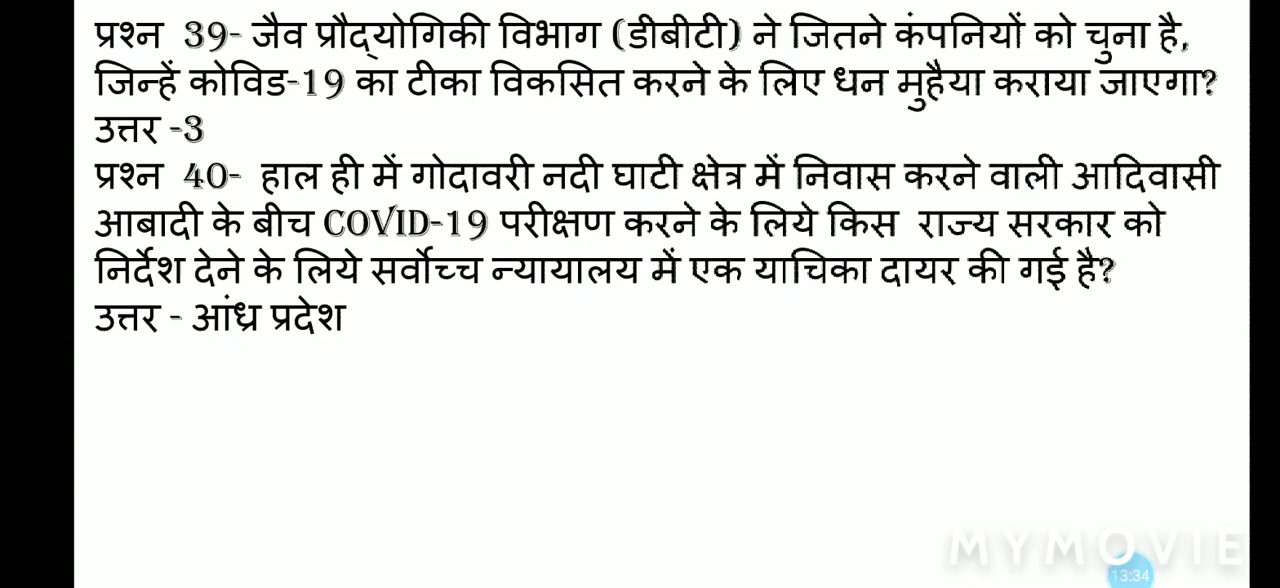 प्रश्न 39- जैव प्रौद्योगिकी विभाग (डीबीटी) ने जितने कंपनियों को चुना है,
जिन्हें कोविड-19 का टीका विकसित करने के लिए धन मुहैया कराया जाएगा?
उत्तर -3
प्रश्न 40- हाल ही में गोदावरी नदी घाटी क्षेत्र में निवास करने वाली आदिवासी
आबादी के बीच COVID-19 परीक्षण करने के लिये किस राज्य सरकार को
निर्देश देने के लिये सर्वोच्च न्यायालय में एक याचिका दायर की गई है?
उत्तर - आंध्र प्रदेश
MYMOVIE
13:34